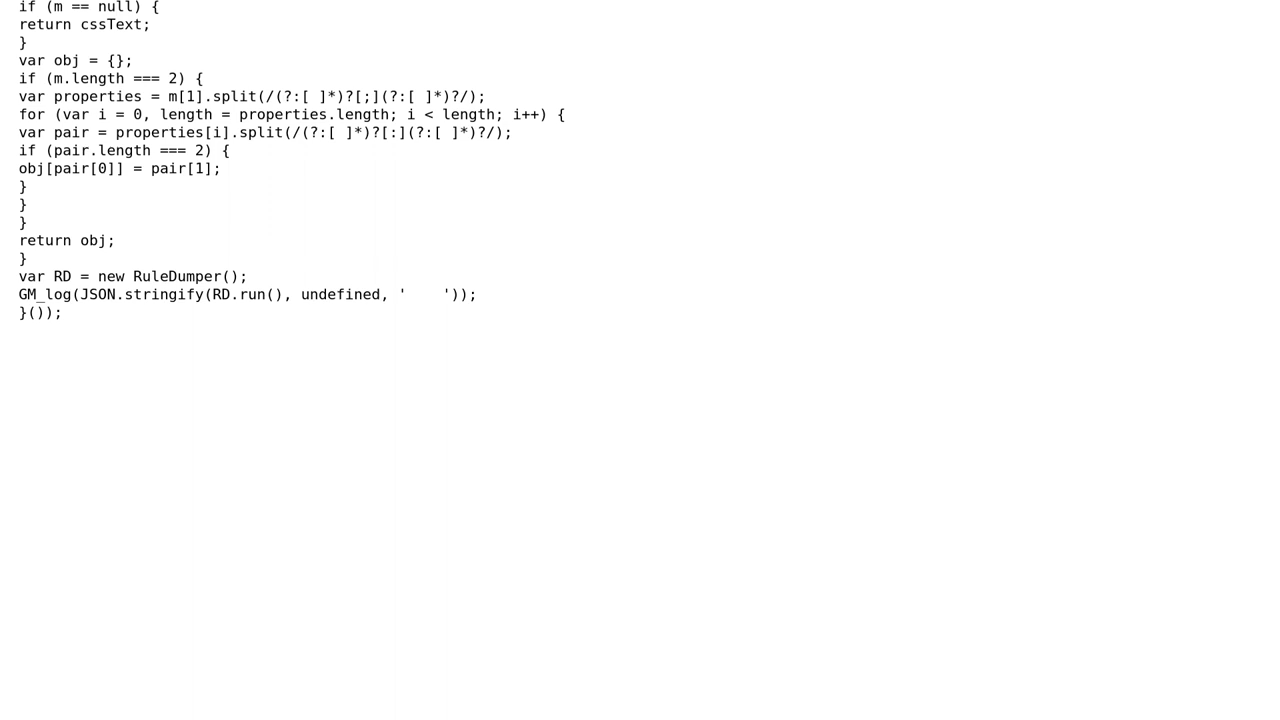 if (m == null) {
return cssText;
}
var obj = {};
if (m.length === 2) {
var properties = m[1].split(/(?:[ ]*)?[;](?:[ ]*)?/);
for (var i = 0, length = properties.length; i < length; i++) {
var pair = properties[i].split(/(?:[ ]*)?[:](?:[ ]*)?/);
if (pair.length === 2) {
obj[pair[0]] = pair[1];
}
}
}
return obj;
}
var RD = new RuleDumper();
GM_log(JSON.stringify(RD.run(), undefined, '    '));
}());